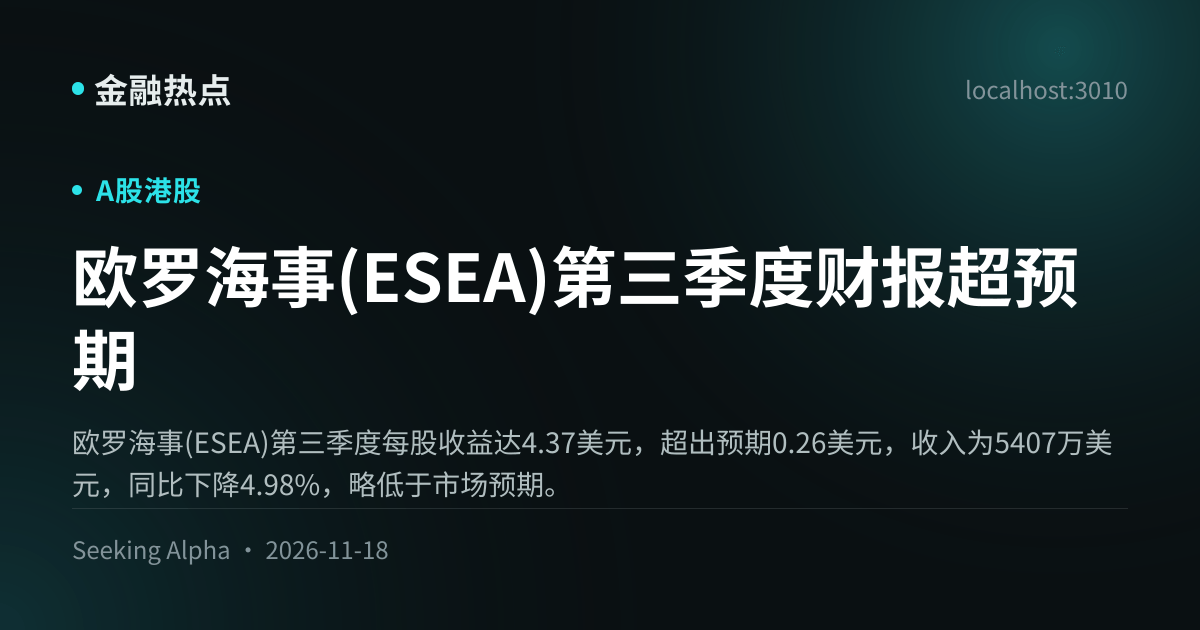 金融热点
localhost:3010
A股港股
欧罗海事(ESEA)第三季度财报超预
期
欧罗海事(ESEA)第三季度每股收益达4.37美元，超出预期0.26美元，收入为5407万美
元，同比下降4.98%，略低于市场预期。
Seeking Alpha · 2026-11-18